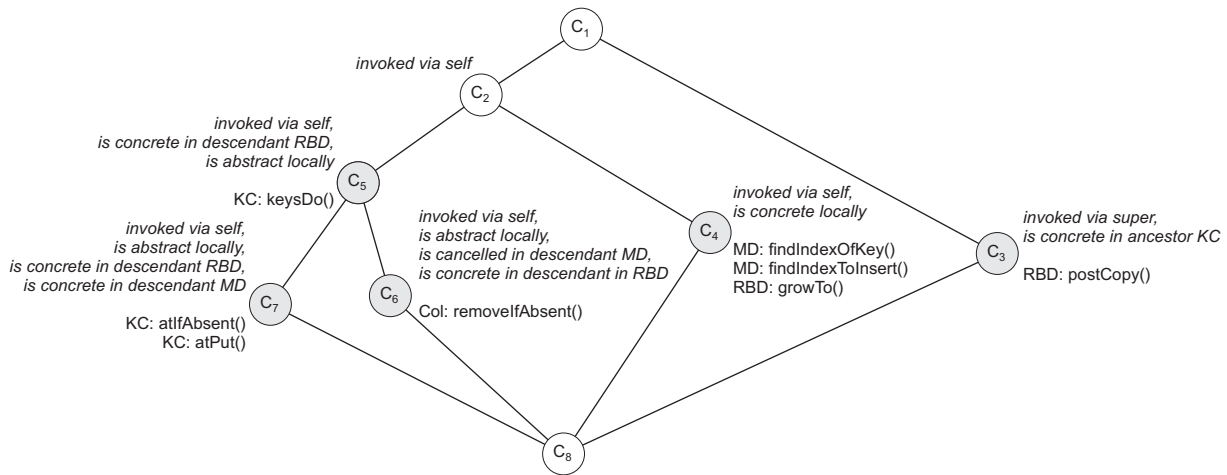 C1
invoked via self
C2
invoked via self,
is concrete in descendant RBD,
is abstract locally
C5
KC: keysDo()
invoked via self,
is abstract locally,
is concrete in descendant RBD,
is concrete in descendant MD
C7
KC: atIfAbsent()
KC: atPut()
invoked via self,
is abstract locally,
is cancelled in descendant MD,
is concrete in descendant in RBD
C6
Col: removeIfAbsent()
invoked via self,
is concrete locally
C4
MD: findIndexOfKey()
MD: findIndexToInsert()
RBD: growTo()
invoked via super,
is concrete in ancestor KC
C3
RBD: postCopy()
C8